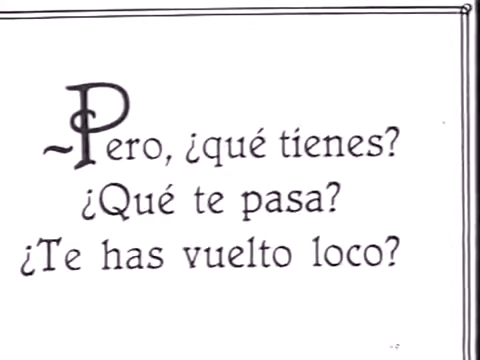 ~Pero, ¿qué tienes?
¿Qué te pasa?
¿Te has vuelto loco?